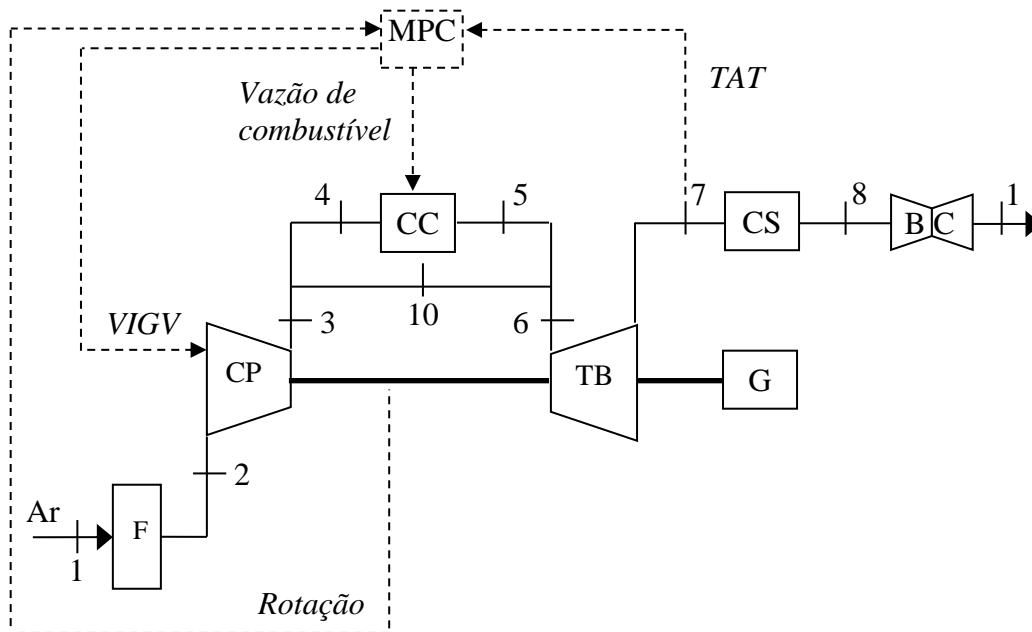 MPC
TAT
Vazão de
combustível
4
5
7
8
1
CC
CS
B C
10
VIGV
3
6
CP
TB
G
2
Ar
F
1
Rotação